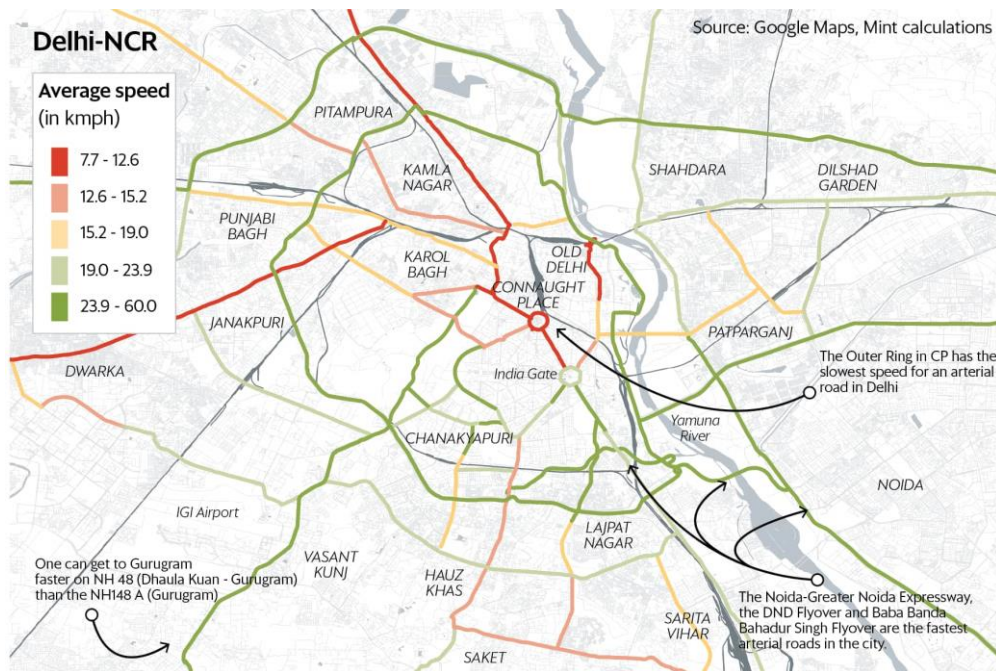 Delhi-NCR
Source: Google Maps, Mint calculations
Average speed
(in kmph)
7.7 - 12.6
12.6 - 15.2
15.2 - 19.0
19.0 - 23.9
23.9 - 60.0
PITAMPURA
KAMLA
NAGAR
SHAHDARA
DILSHAD
GARDEN
PUNJABI
BAGH
KAROL
BAGH
OLD
DELHI
CONNAUGHT
PLACE
JANAKPURI
PATPARGANJ
DWARKA
India Gate
The Outer Ring in CP has the
slowest speed for an arterial
road in Delhi
CHANAKYAPURI
Yamuna
River
NOIDA
IGI Airport
LAJPAT
NAGAR
VASANT
KUNJ
HAUZ
KHAS
SARITA
VIHAR
SAKET
One can get to Gurugram
faster on NH 48 (Dhaula Kuan - Gurugram)
than the NH148 A (Gurugram)
The Noida-Greater Noida Expressway,
the DND Flyover and Baba Banda
Bahadur Singh Flyover are the fastest
arterial roads in the city.